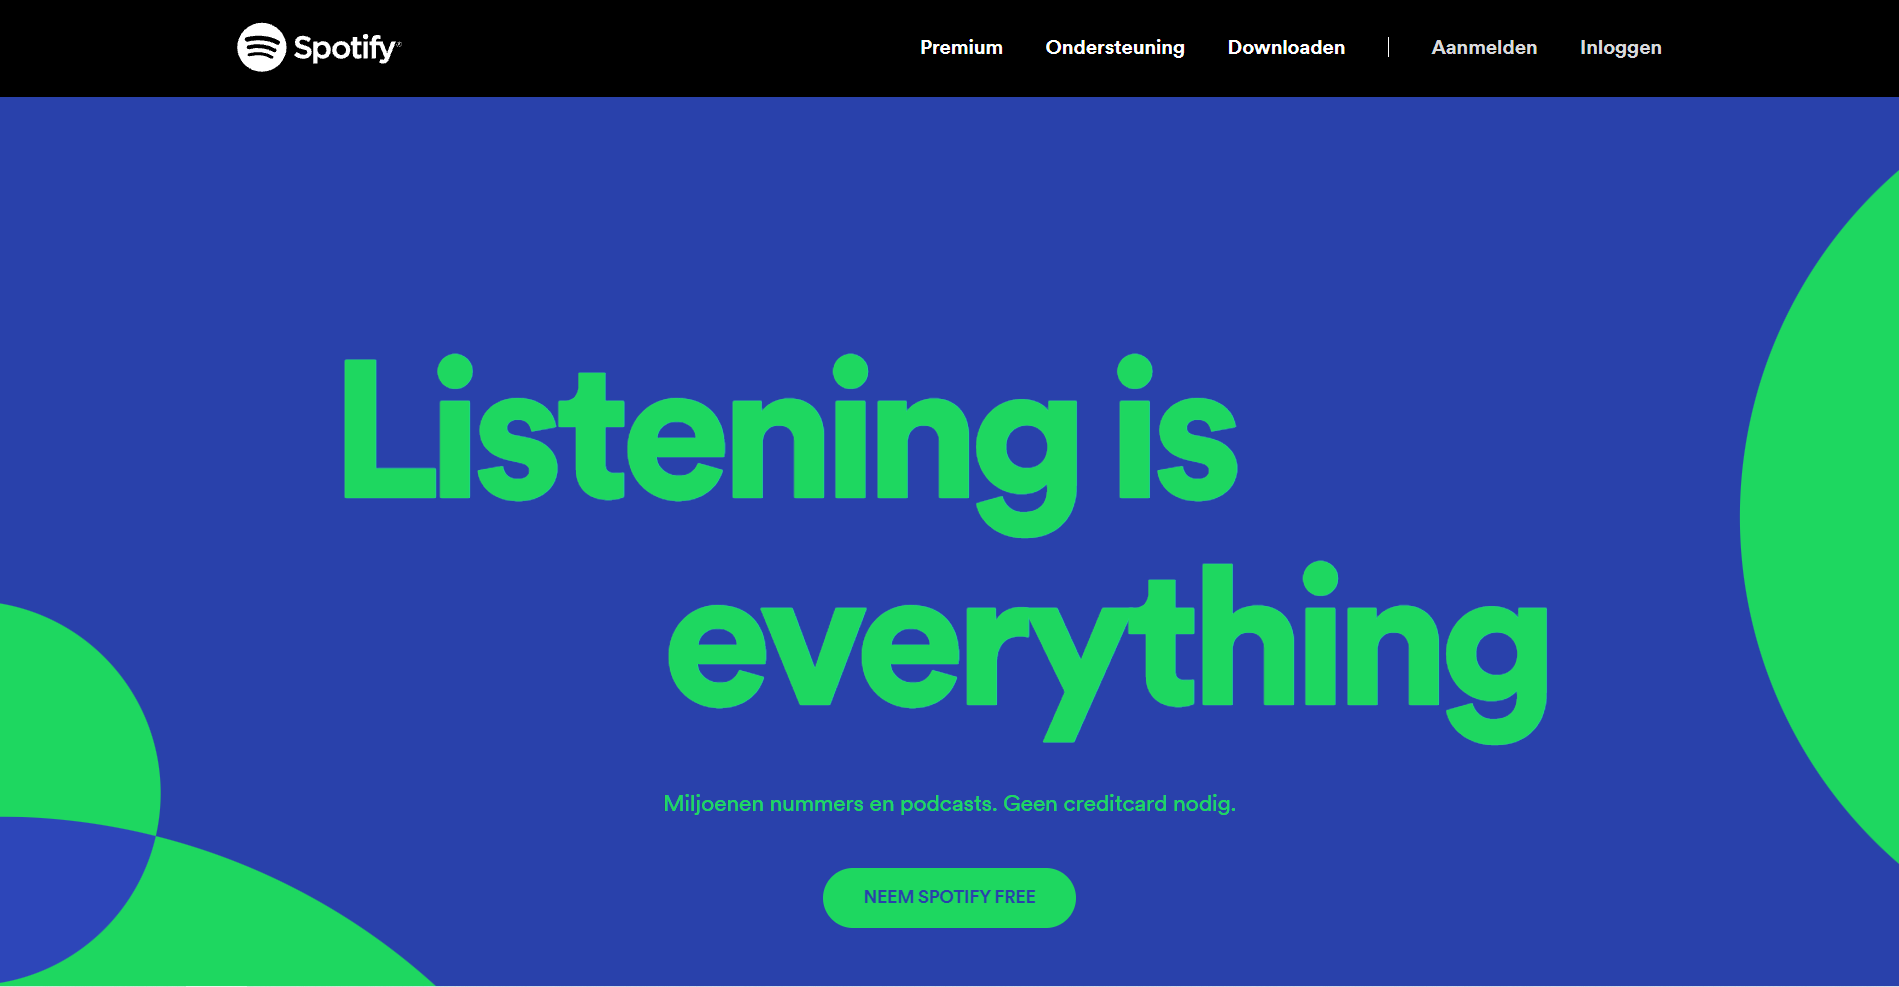 Spotify®
Premium Ondersteuning Downloaden | Aanmelden Inloggen
Listening is
everything
Miljoenen nummers en podcasts. Geen creditcard nodig.
NEEM SPOTIFY FREE